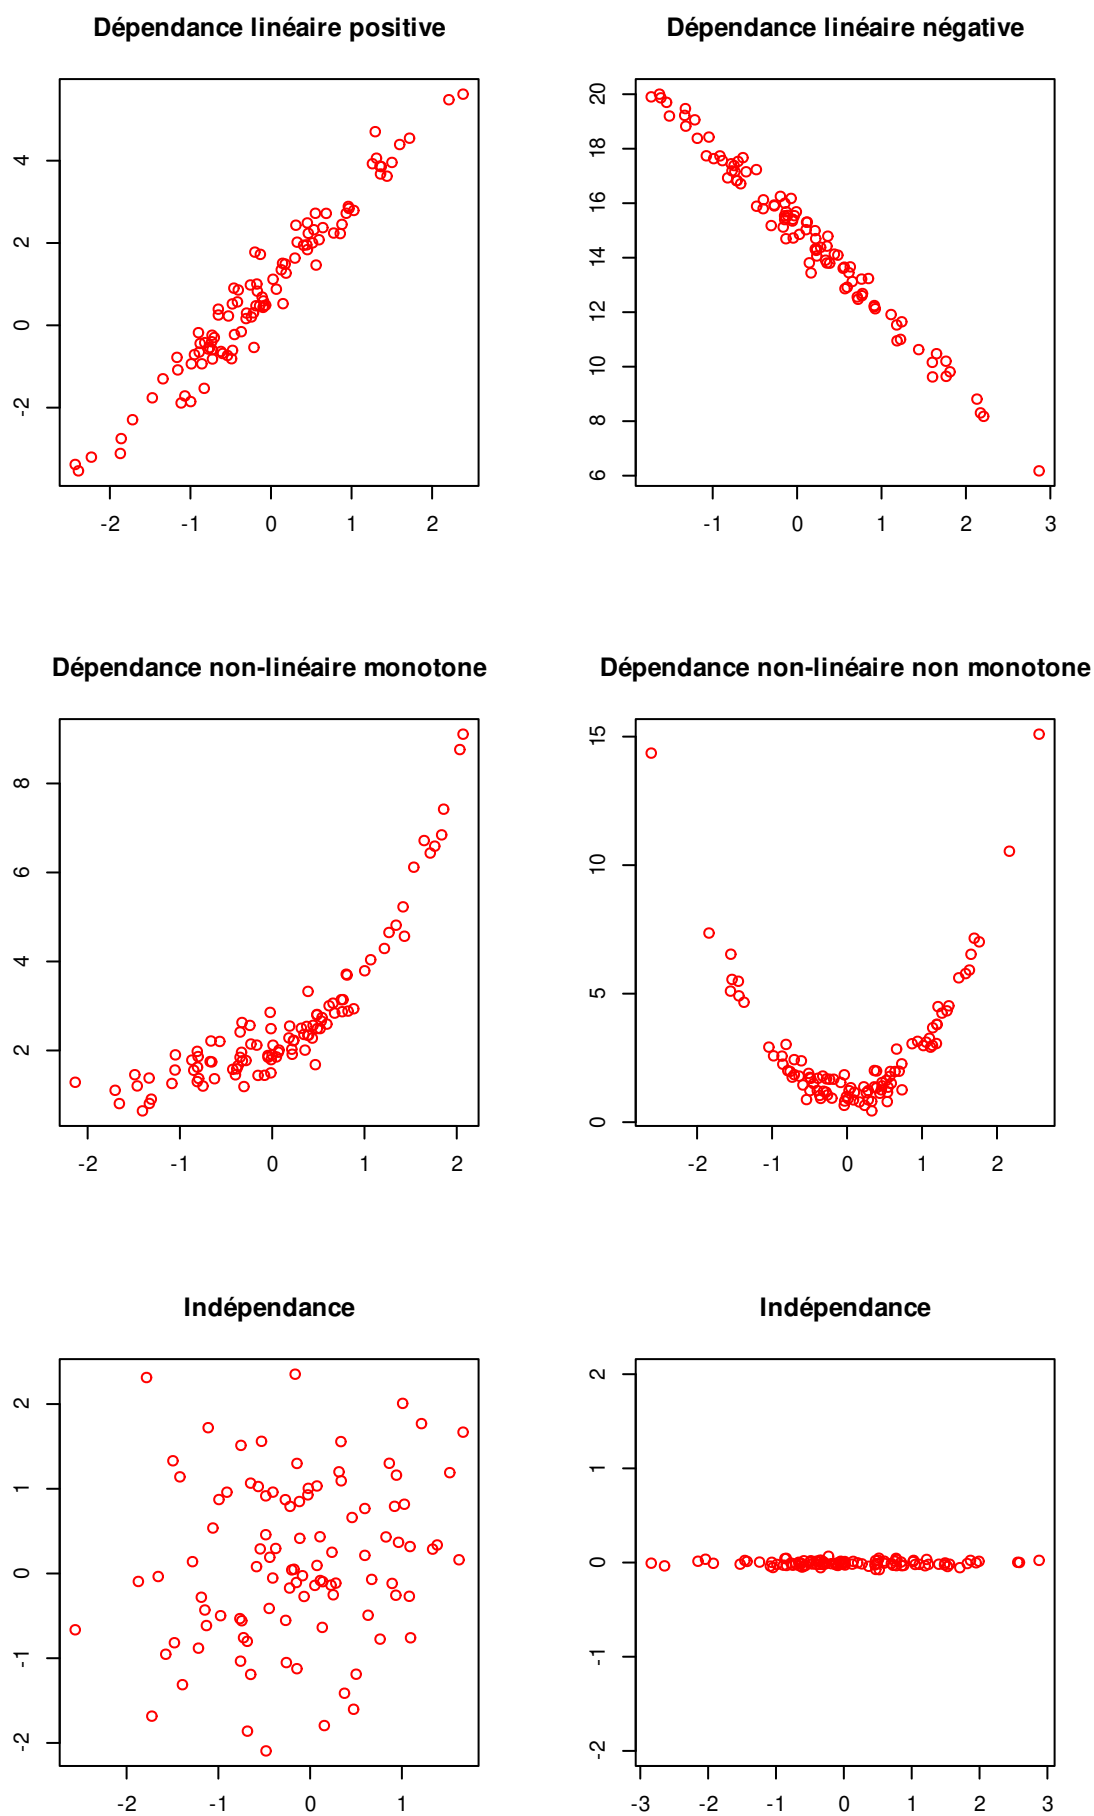 Dépendance linéaire positive
4
2
0
-2
-2 -1 0 1 2
Dépendance linéaire négative
20
18
16
14
12
10
8
6
-1 0 1 2 3
Dépendance non-linéaire monotone
8
6
4
2
-2 -1 0 1 2
Dépendance non-linéaire non monotone
15
10
5
0
-2 -1 0 1 2
Indépendance
2
1
0
-1
-2
-2 -1 0 1
Indépendance
2
1
0
-1
-2
-3 -2 -1 0 1 2 3